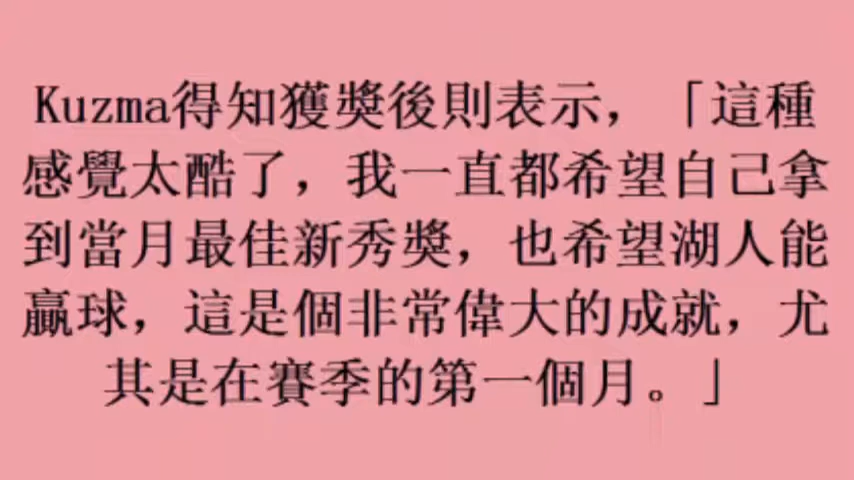 Kuzma得知獲獎後則表示，「這種
感覺太酷了，我一直都希望自己拿
到當月最佳新秀獎，也希望湖人能
贏球，這是個非常偉大的成就，尤
其是在賽季的第一個月。」